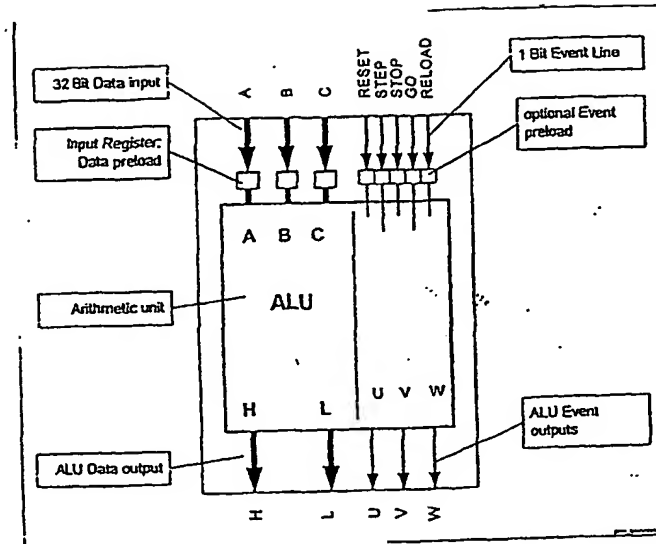 A B C RESET STEP STOP GO RELOAD
32 Bit Data input
1 Bit Event Line
Input Register:
Data preload
optional Event
preload
A B C
Arithmetic unit
ALU
U V W
H L
ALU Data output
ALU Event
outputs
H L U V W